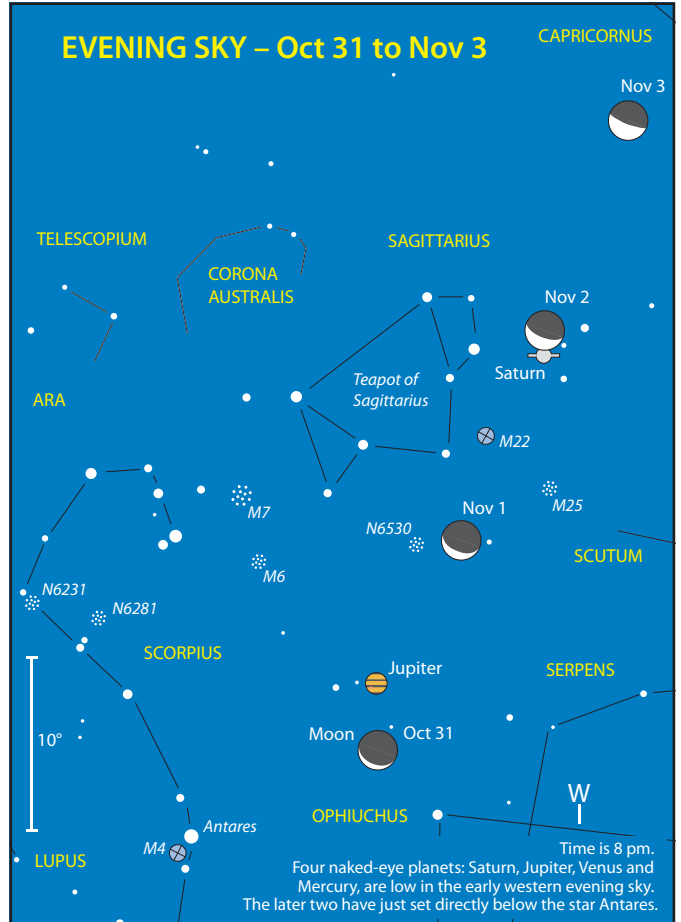 CAPRICORNUS
EVENING SKY – Oct 31 to Nov 3
Nov 3
TELESCOPIUM
SAGITTARIUS
CORONA
AUSTRALIS
Nov 2
Saturn
Teapot of
Sagittarius
ARA
M22
M7
Nov 1
M25
N6530
SCUTUM
M6
N6231
N6281
SCORPIUS
Jupiter
SERPENS
Moon
Oct 31
10°
W
OPHIUCHUS
Antares
M4
LUPUS
Time is 8 pm.
Four naked-eye planets: Saturn, Jupiter, Venus and
Mercury, are low in the early western evening sky.
The later two have just set directly below the star Antares.